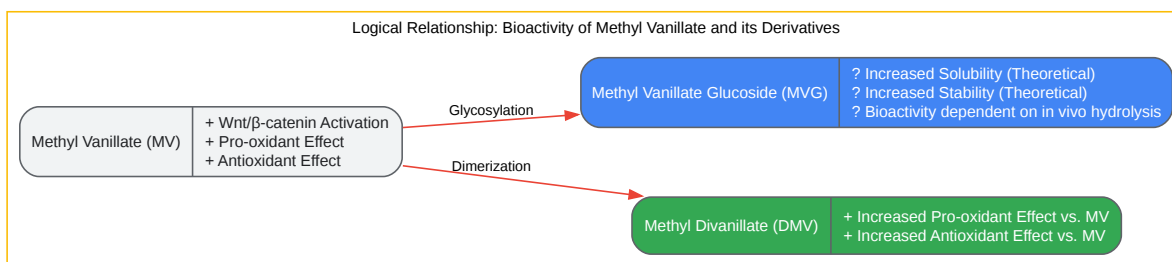 Logical Relationship: Bioactivity of Methyl Vanillate and its Derivatives
Methyl Vanillate (MV)
+ Wnt/β-catenin Activation
+ Pro-oxidant Effect
+ Antioxidant Effect
Glycosylation
Dimerization
Methyl Vanillate Glucoside (MVG)
? Increased Solubility (Theoretical)
? Increased Stability (Theoretical)
? Bioactivity dependent on in vivo hydrolysis
Methyl Divanillate (DMV)
+ Increased Pro-oxidant Effect vs. MV
+ Increased Antioxidant Effect vs. MV